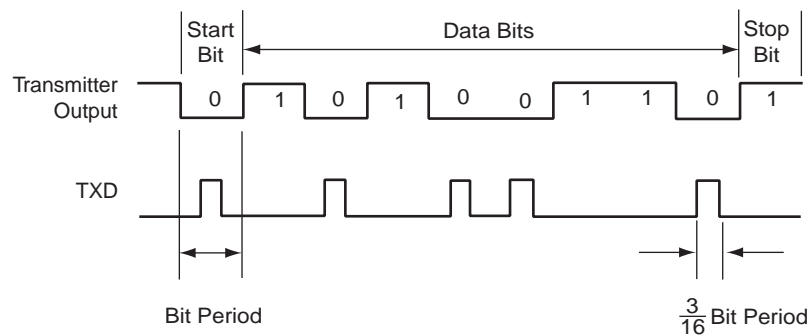 Start
Bit
Data Bits
Stop
Bit
Transmitter
Output
0 1 0 1 0 0 1 1 0 1
TXD
Bit Period
3/16 Bit Period